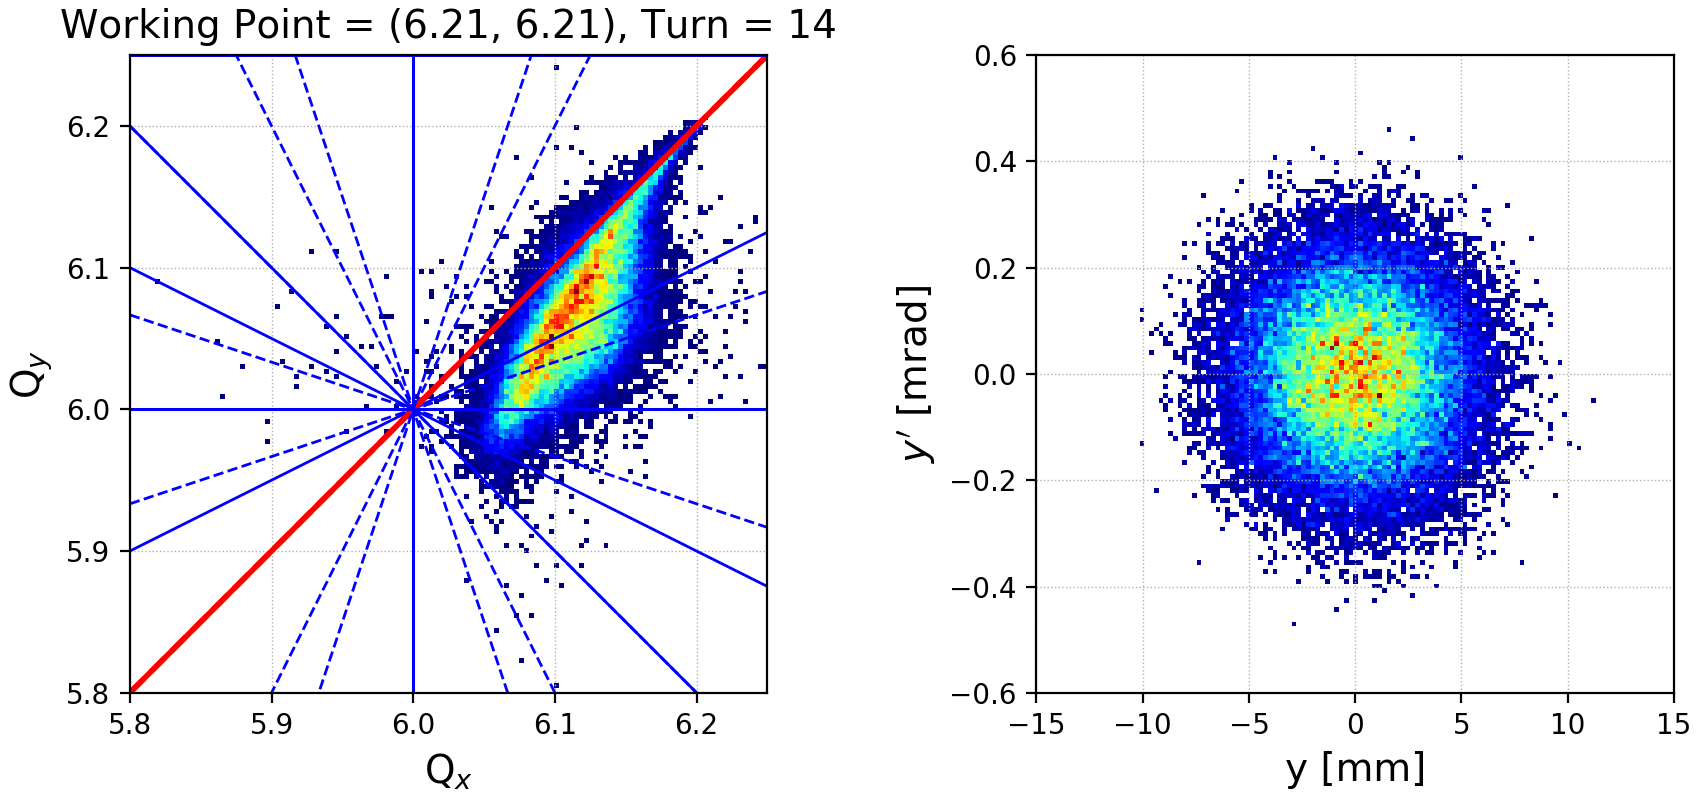 Working Point = (6.21, 6.21), Turn = 14
6.2
6.1
6.0
5.9
5.8
Q_y
5.8 5.9 6.0 6.1 6.2
Q_x
0.6
0.4
0.2
0.0
−0.2
−0.4
−0.6
y′ [mrad]
−15 −10 −5 0 5 10 15
y [mm]